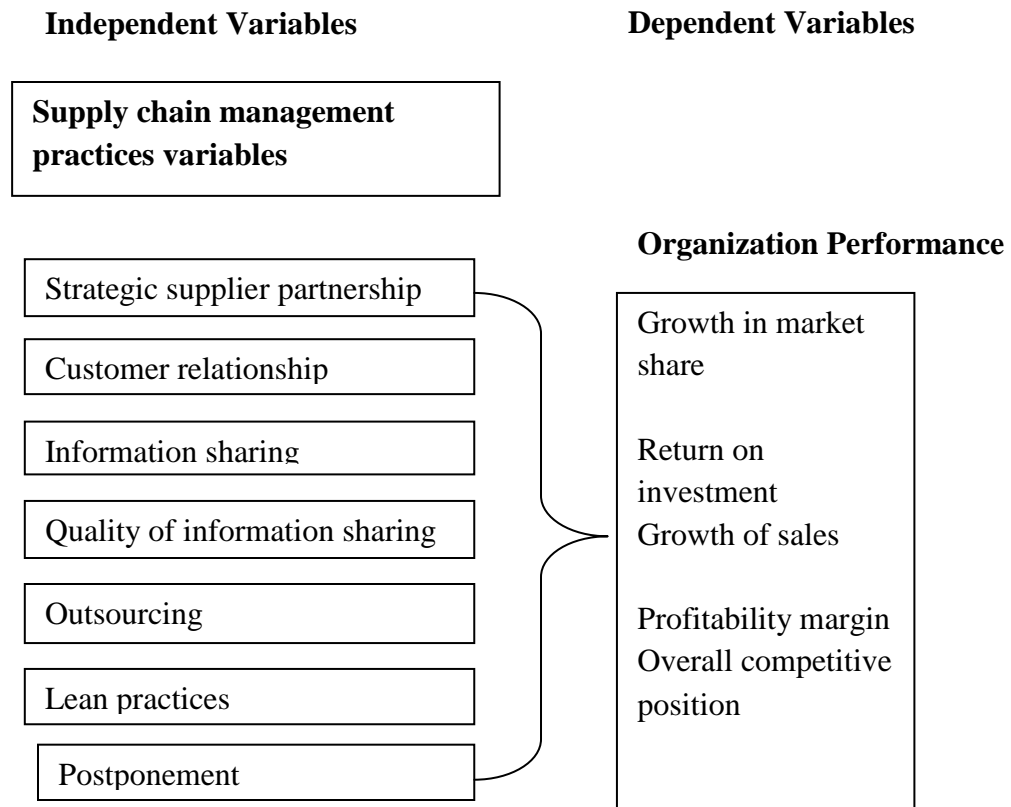 Independent Variables
Dependent Variables
Supply chain management
practices variables
Organization Performance
Strategic supplier partnership
Customer relationship
Information sharing
Quality of information sharing
Outsourcing
Lean practices
Postponement
Growth in market
share
Return on
investment
Growth of sales
Profitability margin
Overall competitive
position